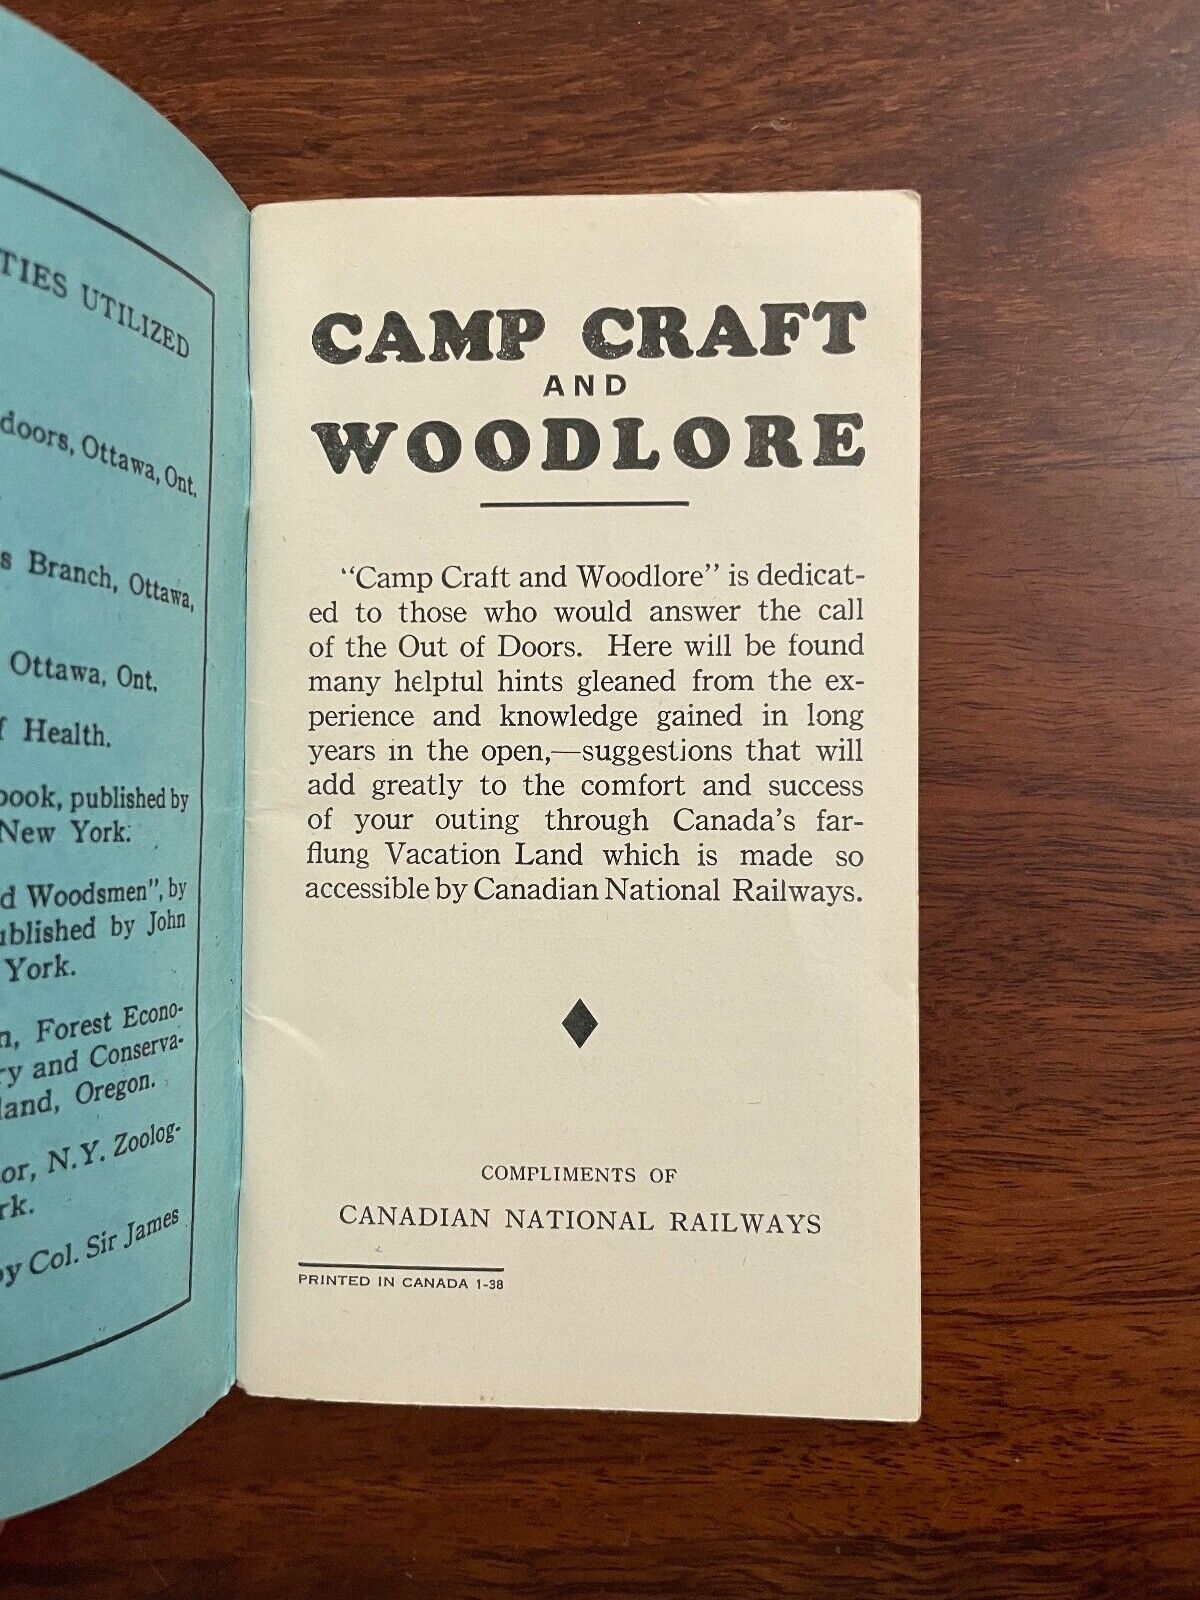 TIES UTILIZED
doors, Ottawa, Ont.
s Branch, Ottawa,
Ottawa, Ont.
f Health.
book, published by
New York.
d Woodsmen", by
ublished by John
York.
n, Forest Econo-
ry and Conserva-
land, Oregon.
or, N.Y. Zoolog-
rk.
by Col. Sir James
CAMP CRAFT
AND
WOODLORE
"Camp Craft and Woodlore" is dedicat-
ed to those who would answer the call
of the Out of Doors. Here will be found
many helpful hints gleaned from the ex-
perience and knowledge gained in long
years in the open,—suggestions that will
add greatly to the comfort and success
of your outing through Canada's far-
flung Vacation Land which is made so
accessible by Canadian National Railways.
COMPLIMENTS OF
CANADIAN NATIONAL RAILWAYS
PRINTED IN CANADA 1-38